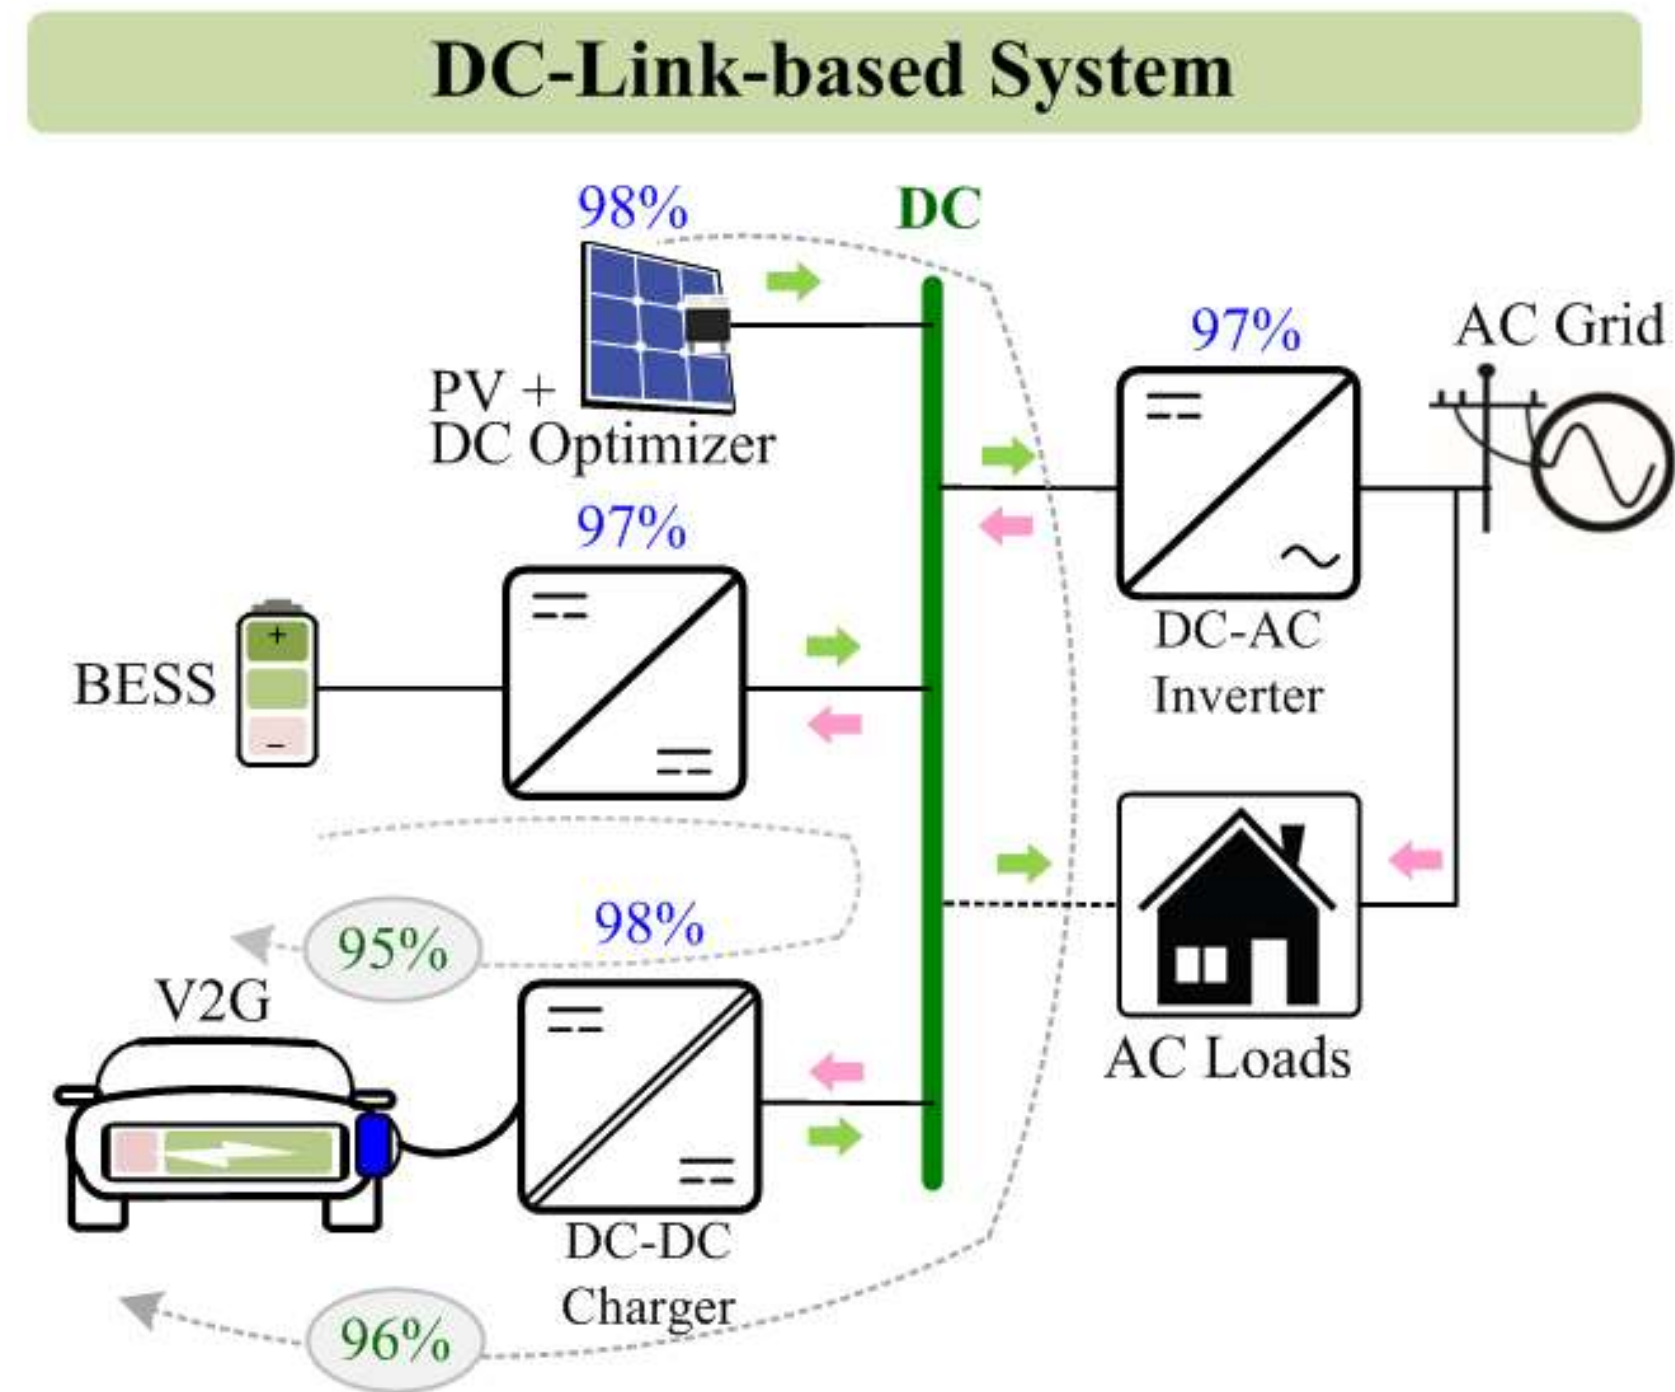 DC-Link-based System
98%
DC
97%
AC Grid
PV +
DC Optimizer
97%
DC-AC
Inverter
BESS
+
−
95%
98%
V2G
AC Loads
DC-DC
Charger
96%